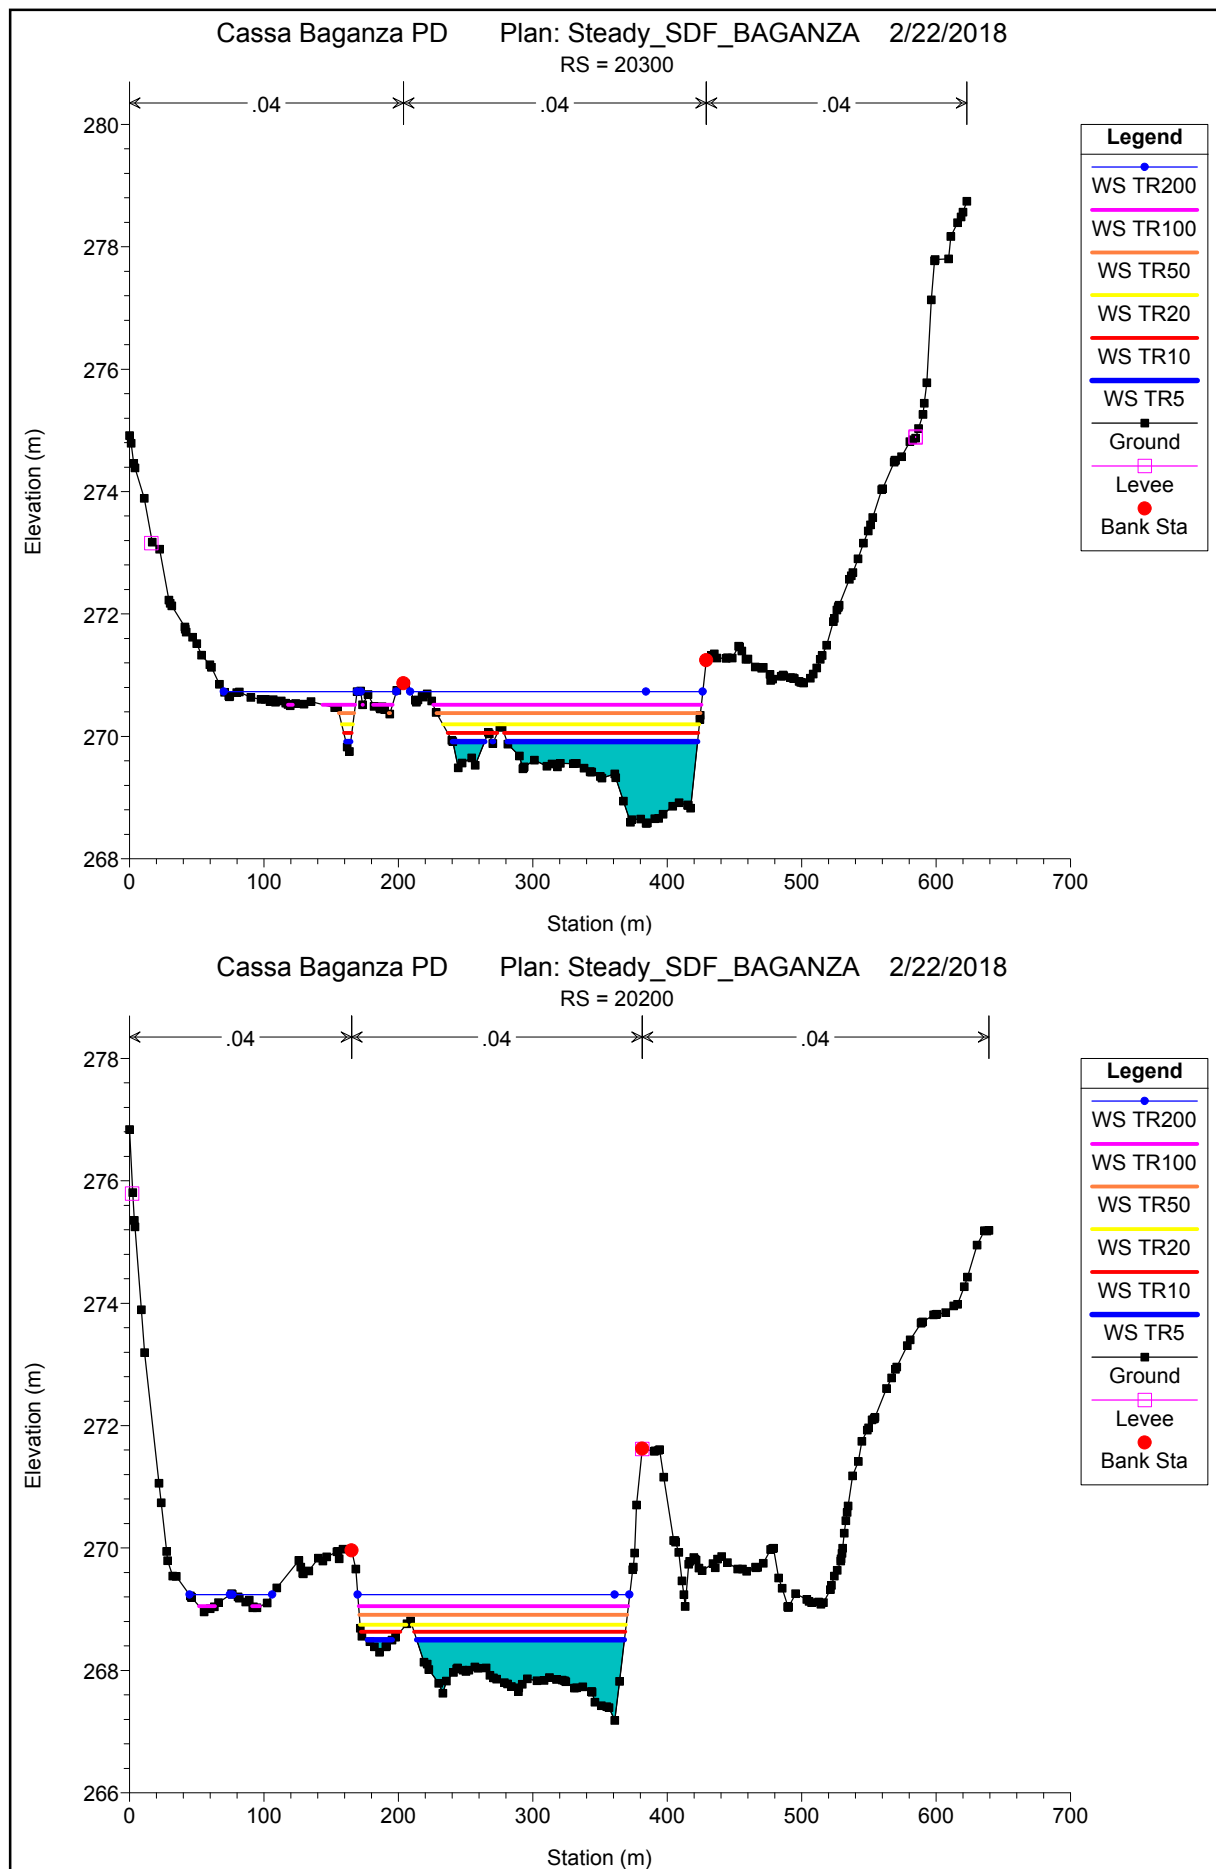 Cassa Baganza PD Plan: Steady_SDF_BAGANZA 2/22/2018
RS = 20300
.04 .04 .04
280
278
276
274
272
270
268
Elevation (m)
0 100 200 300 400 500 600 700
Station (m)
Legend
WS TR200
WS TR100
WS TR50
WS TR20
WS TR10
WS TR5
Ground
Levee
Bank Sta
Cassa Baganza PD Plan: Steady_SDF_BAGANZA 2/22/2018
RS = 20200
.04 .04 .04
278
276
274
272
270
268
266
Elevation (m)
0 100 200 300 400 500 600 700
Station (m)
Legend
WS TR200
WS TR100
WS TR50
WS TR20
WS TR10
WS TR5
Ground
Levee
Bank Sta